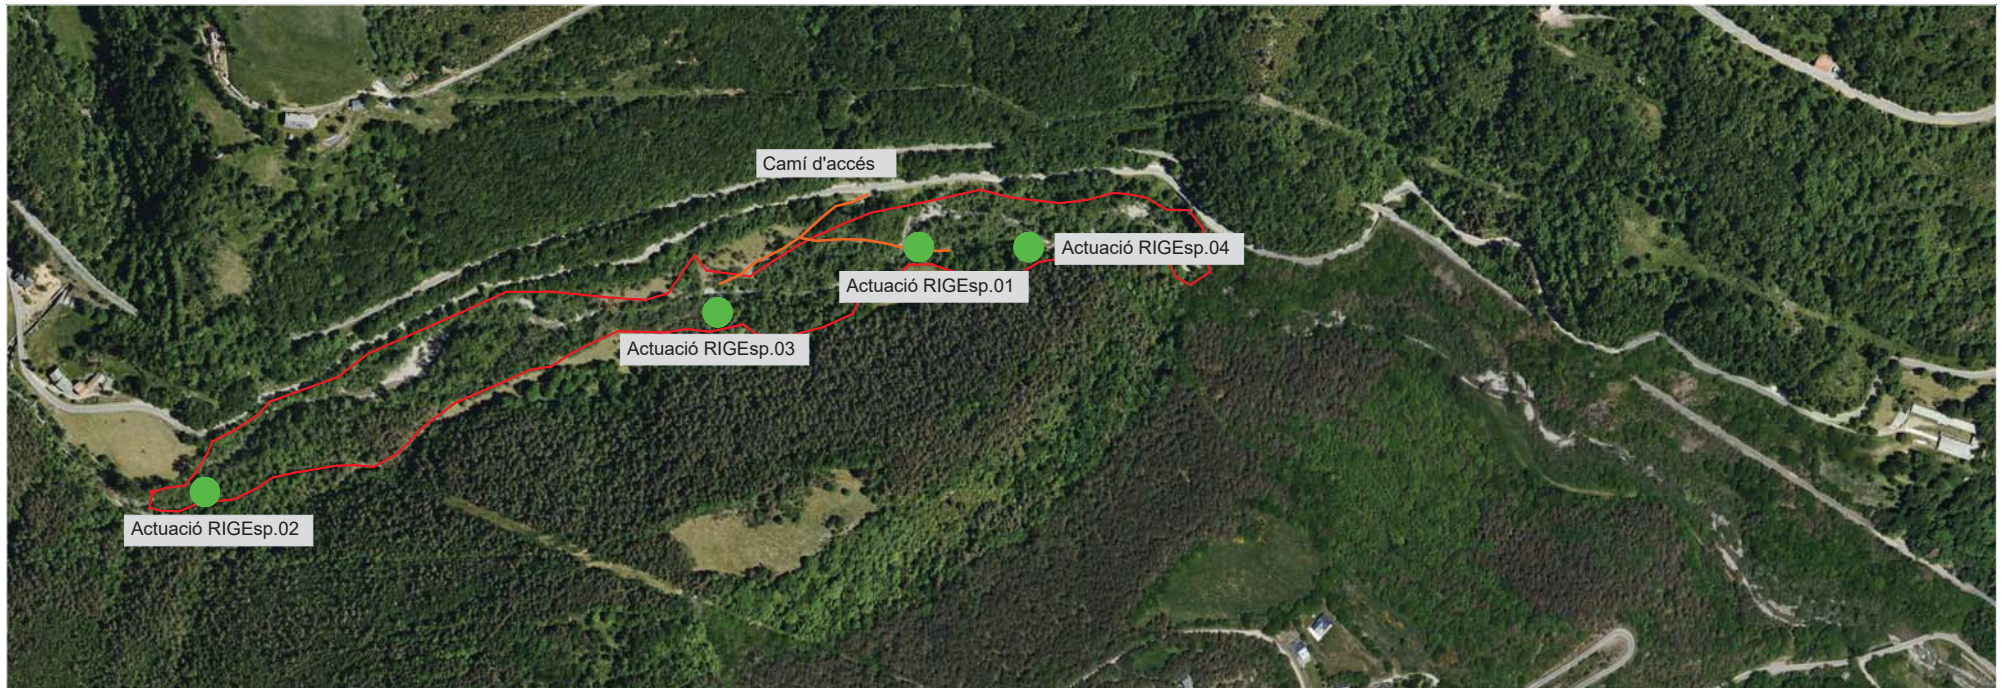 Camí d'accés
Actuació RIGEsp.04
Actuació RIGEsp.01
Actuació RIGEsp.03
Actuació RIGEsp.02